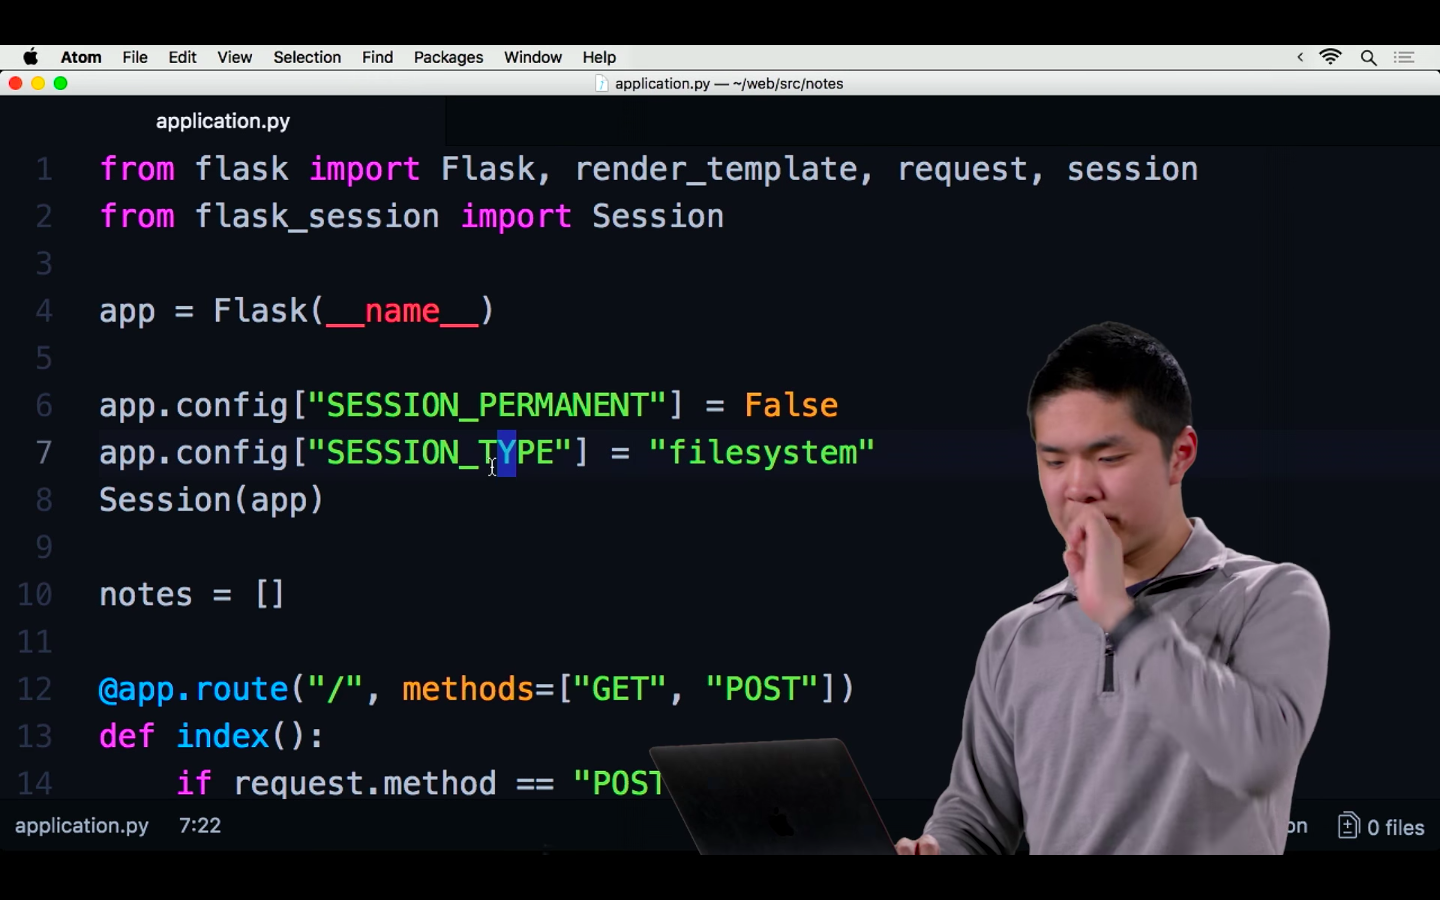 Atom File Edit View Selection Find Packages Window Help
application.py — ~/web/src/notes
application.py
1 from flask import Flask, render_template, request, session
2 from flask_session import Session
3
4 app = Flask(__name__)
5
6 app.config["SESSION_PERMANENT"] = False
7 app.config["SESSION_TYPE"] = "filesystem"
8 Session(app)
9
10 notes = []
11
12 @app.route("/", methods=["GET", "POST"])
13 def index():
14 if request.method == "POST
application.py 7:22 on 0 files